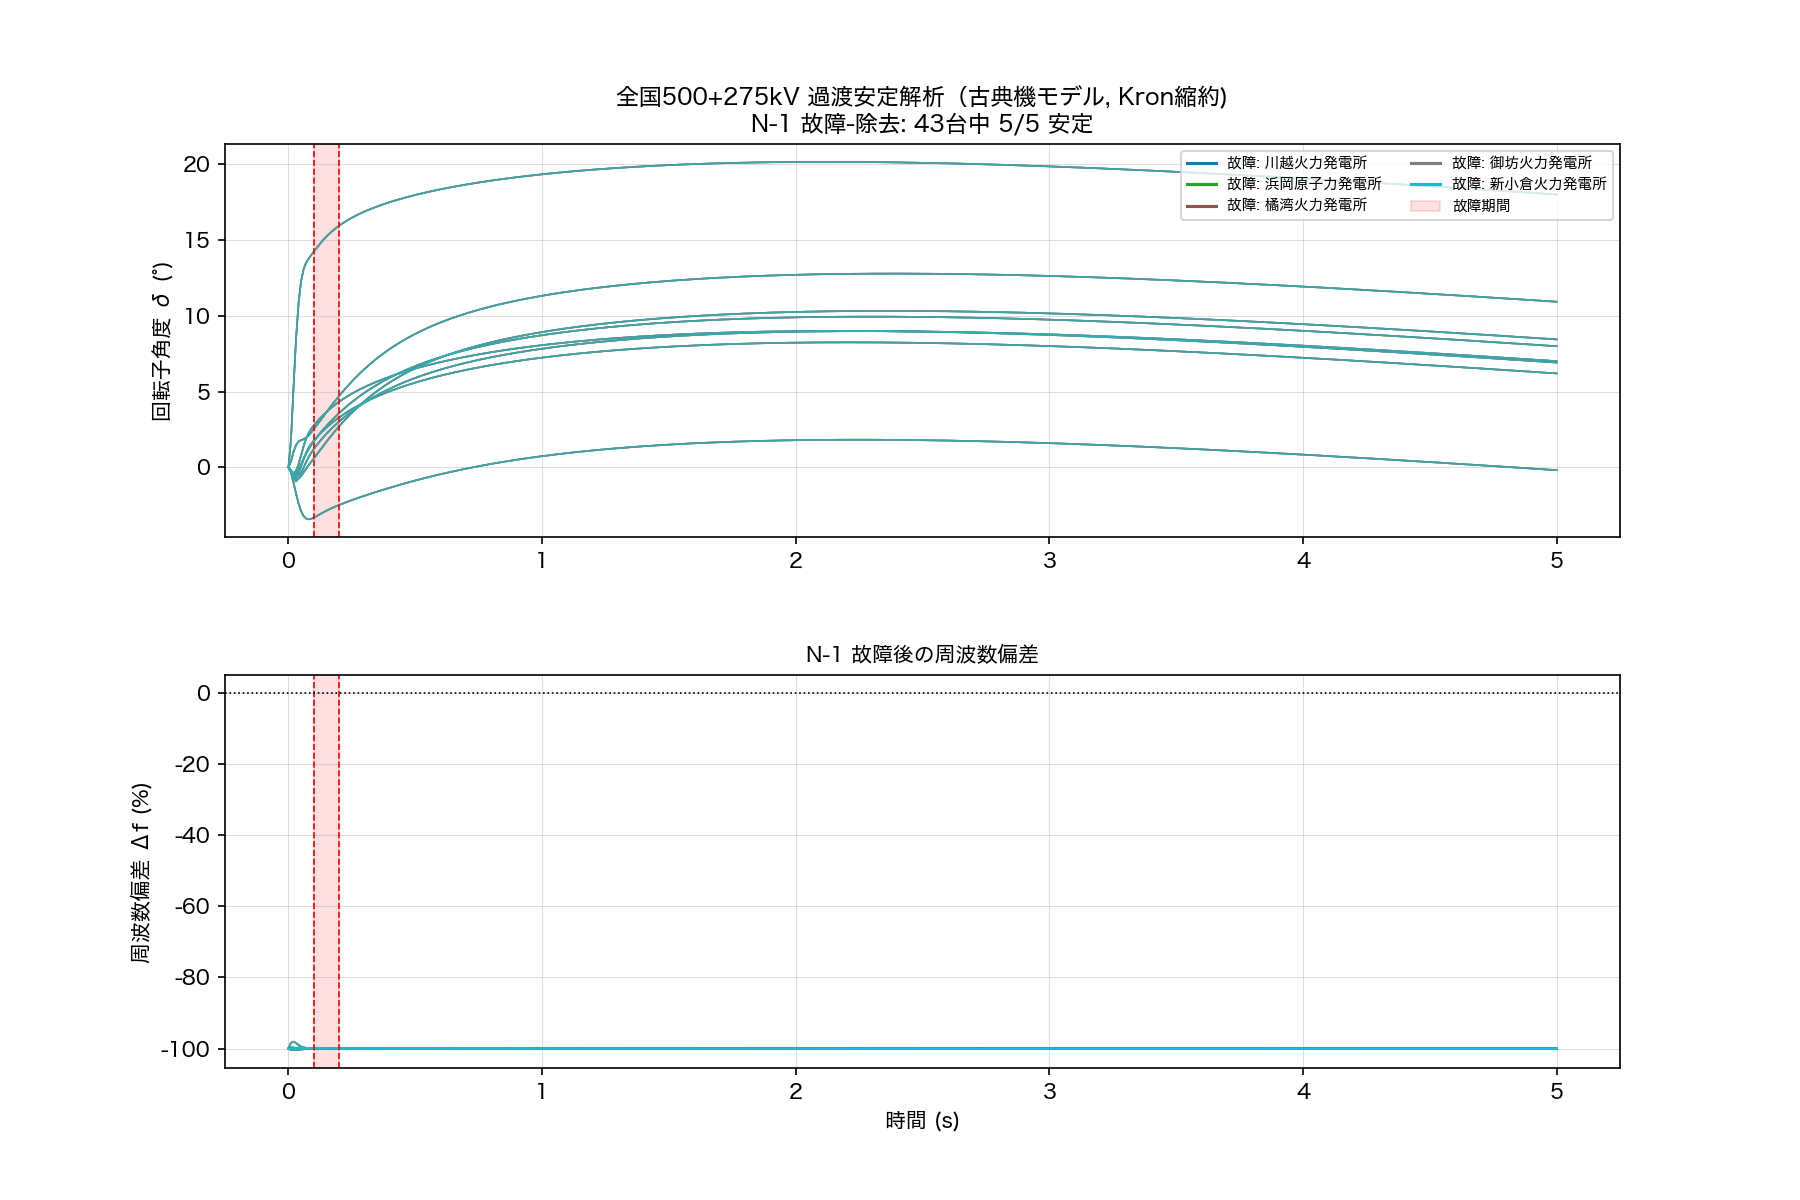 全国500+275kV 過渡安定解析（古典機モデル, Kron縮約)
N-1 故障-除去: 43台中 5/5 安定
回転子角度 δ (°)
20
15
10
5
0
故障: 川越火力発電所
故障: 浜岡原子力発電所
故障: 橘湾火力発電所
故障: 御坊火力発電所
故障: 新小倉火力発電所
故障期間
0 1 2 3 4 5
N-1 故障後の周波数偏差
周波数偏差 Δf (%)
0
-20
-40
-60
-80
-100
0 1 2 3 4 5
時間 (s)